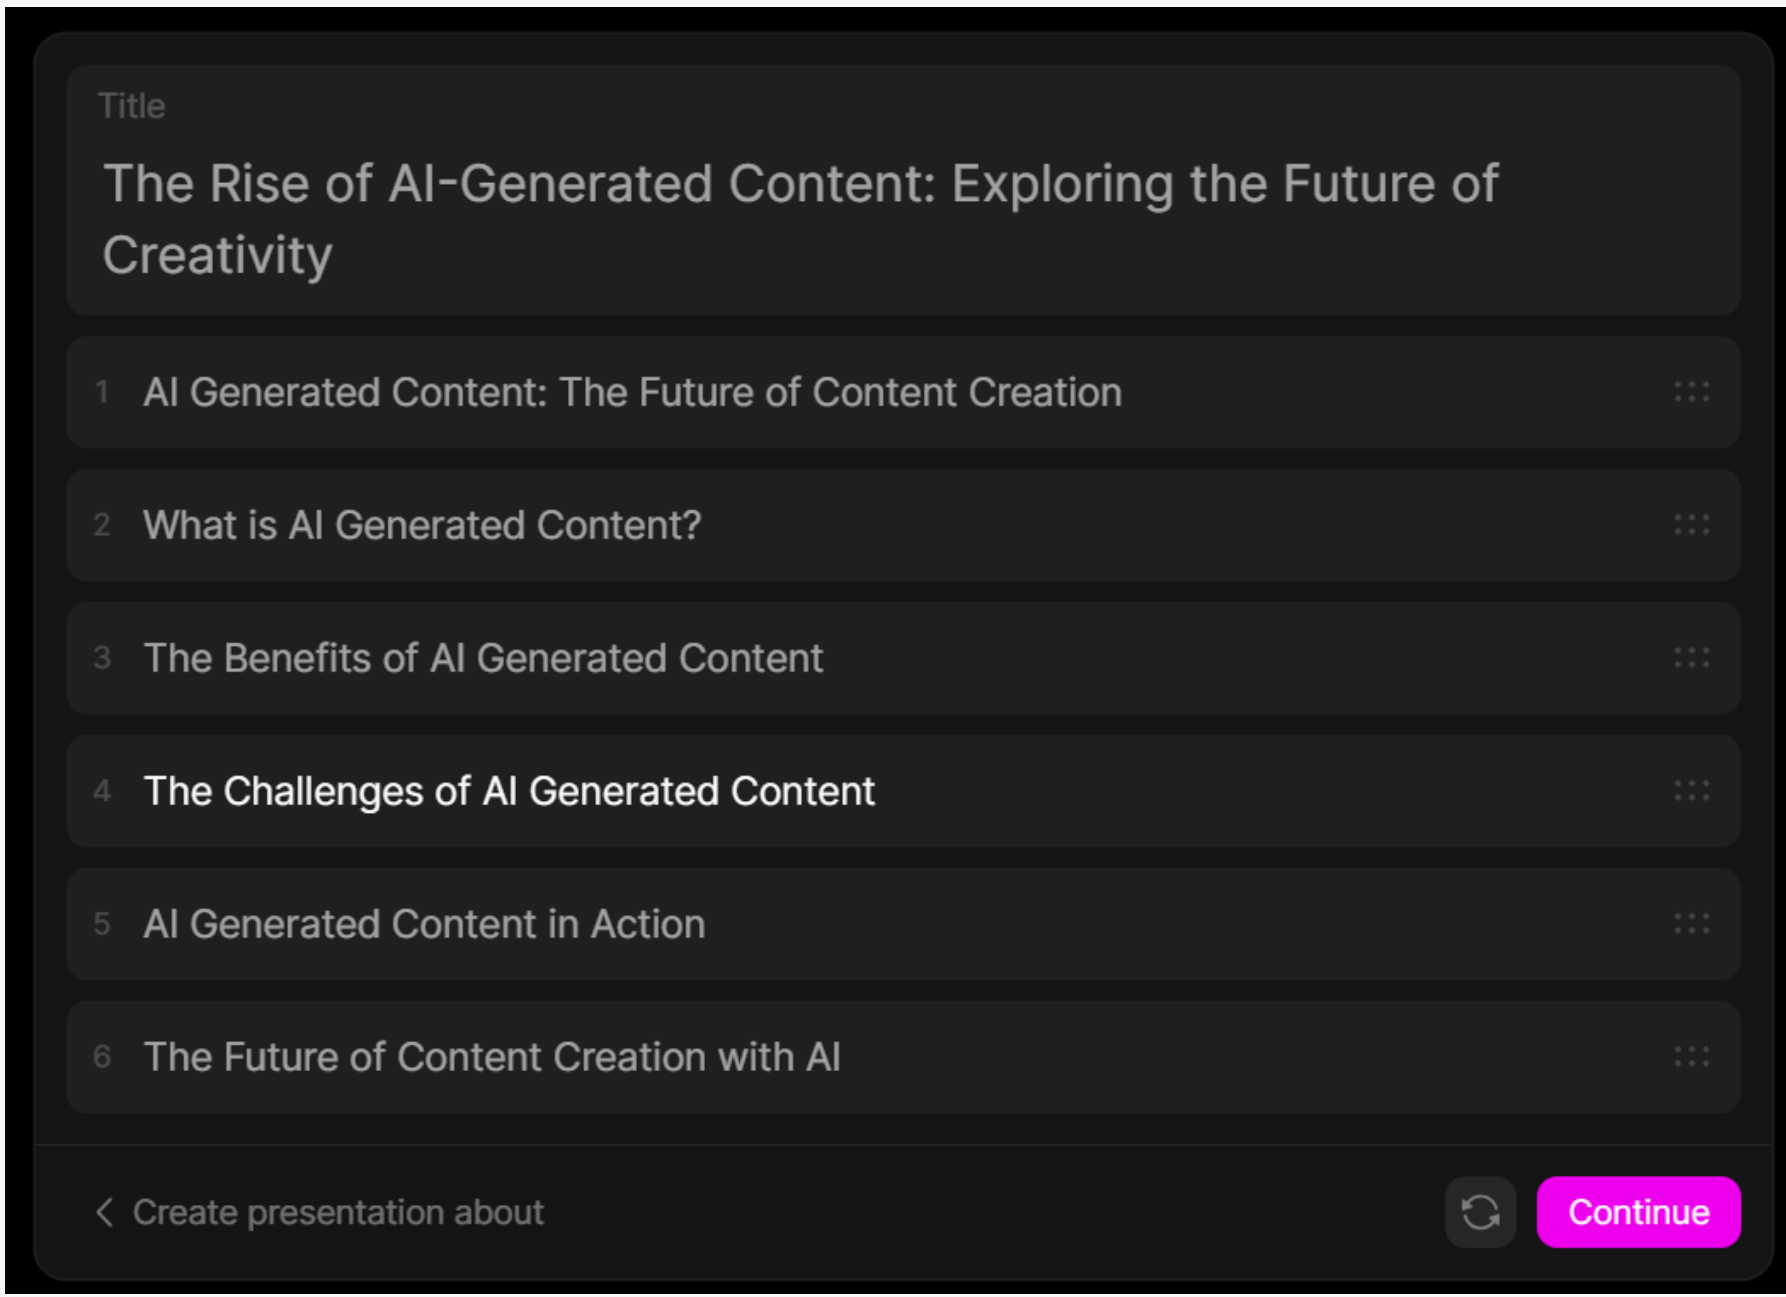 Title
The Rise of AI-Generated Content: Exploring the Future of
Creativity
1 AI Generated Content: The Future of Content Creation
2 What is AI Generated Content?
3 The Benefits of AI Generated Content
4 The Challenges of AI Generated Content
5 AI Generated Content in Action
6 The Future of Content Creation with AI
Create presentation about
Continue